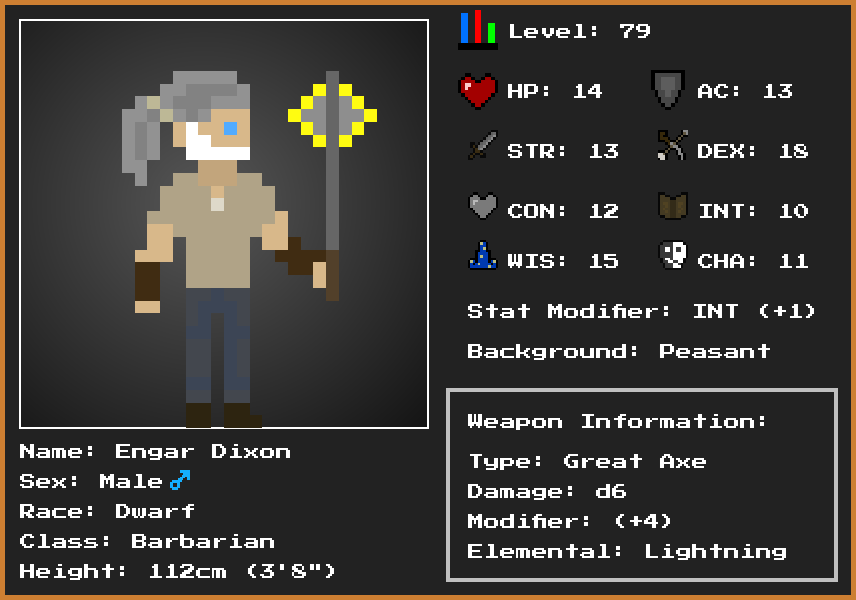 Level: 79
HP: 14
AC: 13
STR: 13
DEX: 18
CON: 12
INT: 10
WIS: 15
CHA: 11
Stat Modifier: INT (+1)
Background: Peasant
Weapon Information:
Type: Great Axe
Damage: d6
Modifier: (+4)
Elemental: Lightning
Name: Engar Dixon
Sex: Male ♂
Race: Dwarf
Class: Barbarian
Height: 112cm (3'8")